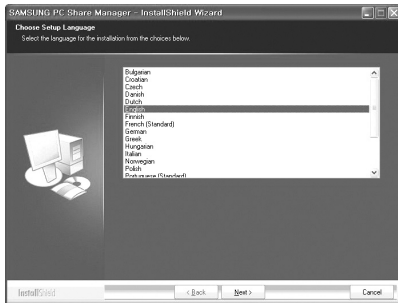 SAMSUNG PC Share Manager - InstallShield Wizard
Choose Setup Language
Select the language for the installation from the choices below.
Bulgarian
Croatian
Czech
Danish
Dutch
English
Finnish
French (Standard)
German
Greek
Hungarian
Italian
Norwegian
Polish
Portuguese (Standard)
InstallShield
< Back
Next >
Cancel